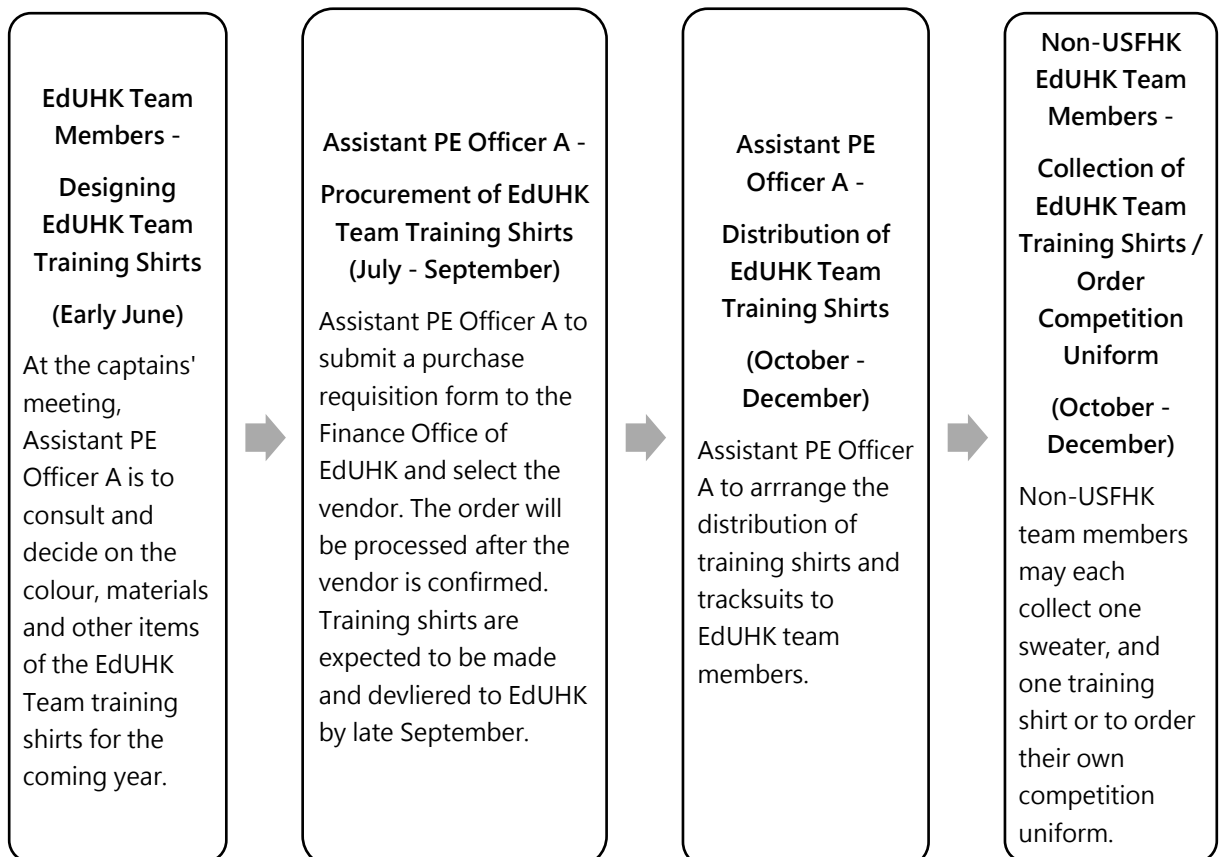 EdUHK Team
Members -
Designing
EdUHK Team
Training Shirts
(Early June)
At the captains'
meeting,
Assistant PE
Officer A is to
consult and
decide on the
colour, materials
and other items
of the EdUHK
Team training
shirts for the
coming year.
Assistant PE Officer A -
Procurement of EdUHK
Team Training Shirts
(July - September)
Assistant PE Officer A to
submit a purchase
requisition form to the
Finance Office of
EdUHK and select the
vendor. The order will
be processed after the
vendor is confirmed.
Training shirts are
expected to be made
and devliered to EdUHK
by late September.
Assistant PE
Officer A -
Distribution of
EdUHK Team
Training Shirts
(October -
December)
Assistant PE Officer
A to arrrange the
distribution of
training shirts and
tracksuits to
EdUHK team
members.
Non-USFHK
EdUHK Team
Members -
Collection of
EdUHK Team
Training Shirts /
Order
Competition
Uniform
(October -
December)
Non-USFHK
team members
may each
collect one
sweater, and
one training
shirt or to order
their own
competition
uniform.